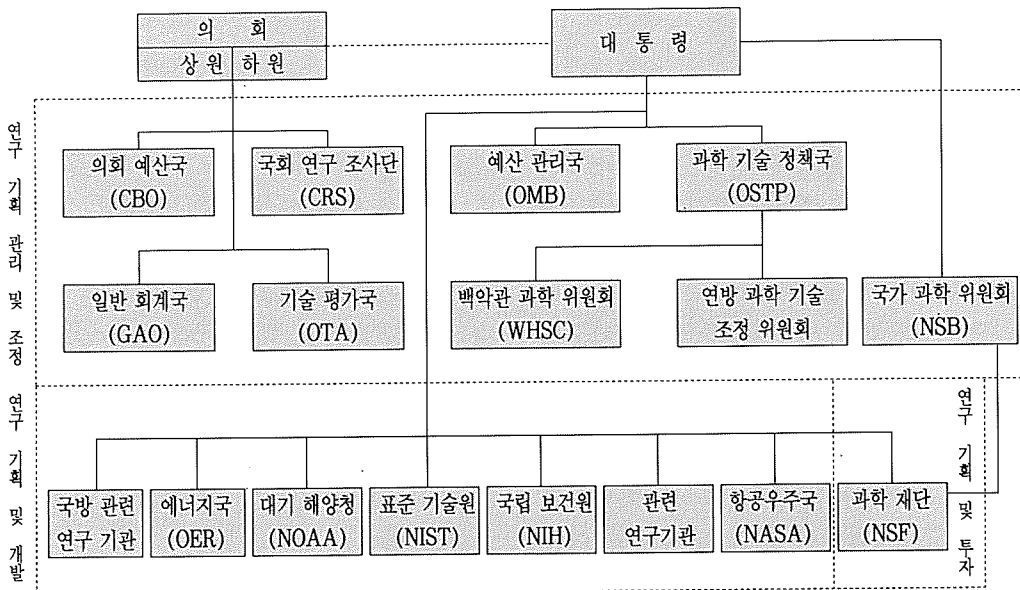 의 회
상원 하원
대 통 령
연구 기획 관리 및 조정
의회 예산국
(CBO)
국회 연구 조사단
(CRS)
예산 관리국
(OMB)
과학 기술 정책국
(OSTP)
일반 회계국
(GAO)
기술 평가국
(OTA)
백악관 과학 위원회
(WHSC)
연방 과학 기술
조정 위원회
국가 과학 위원회
(NSB)
연구 기획 및 개발
연구 기획 및 투자
국방 관련
연구 기관
에너지국
(OER)
대기 해양청
(NOAA)
표준 기술원
(NIST)
국립 보건원
(NIH)
관련
연구기관
항공우주국
(NASA)
과학 재단
(NSF)